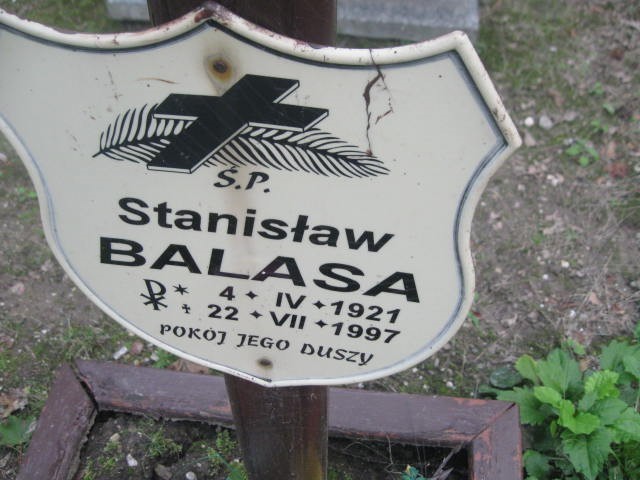 Ś.P.
Stanisław
BALASA
* 4 ✦ IV ✦ 1921
✝ 22 ✦ VII ✦ 1997
POKÓJ JEGO DUSZY